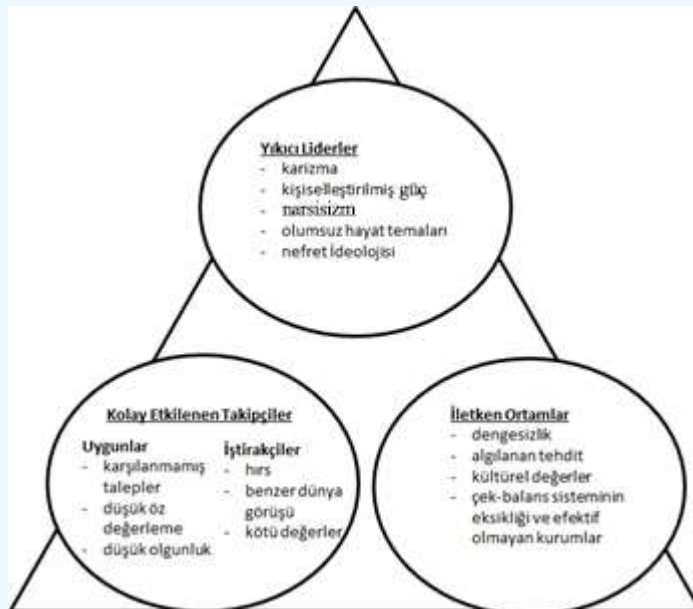 Yıkıcı Liderler
- karizma
- kişiselleştirilmiş güç
- narsisizm
- olumsuz hayat temaları
- nefret İdeolojisi
Kolay Etkilenen Takipçiler
Uygunlar
- karşılanmamış
talepler
- düşük öz
değerleme
- düşük olgunluk
İştirakçiler
- hırs
- benzer dünya
görüşü
- kötü değerler
İletken Ortamlar
- dengesizlik
- algılanan tehdit
- kültürel değerler
- çek-balans sisteminin
eksikliği ve efektif
olmayan kurumlar